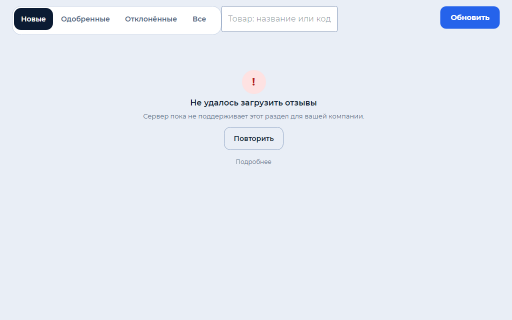 Новые Одобренные Отклонённые Все Товар: название или код Обновить
!
Не удалось загрузить отзывы
Сервер пока не поддерживает этот раздел для вашей компании.
Повторить
Подробнее